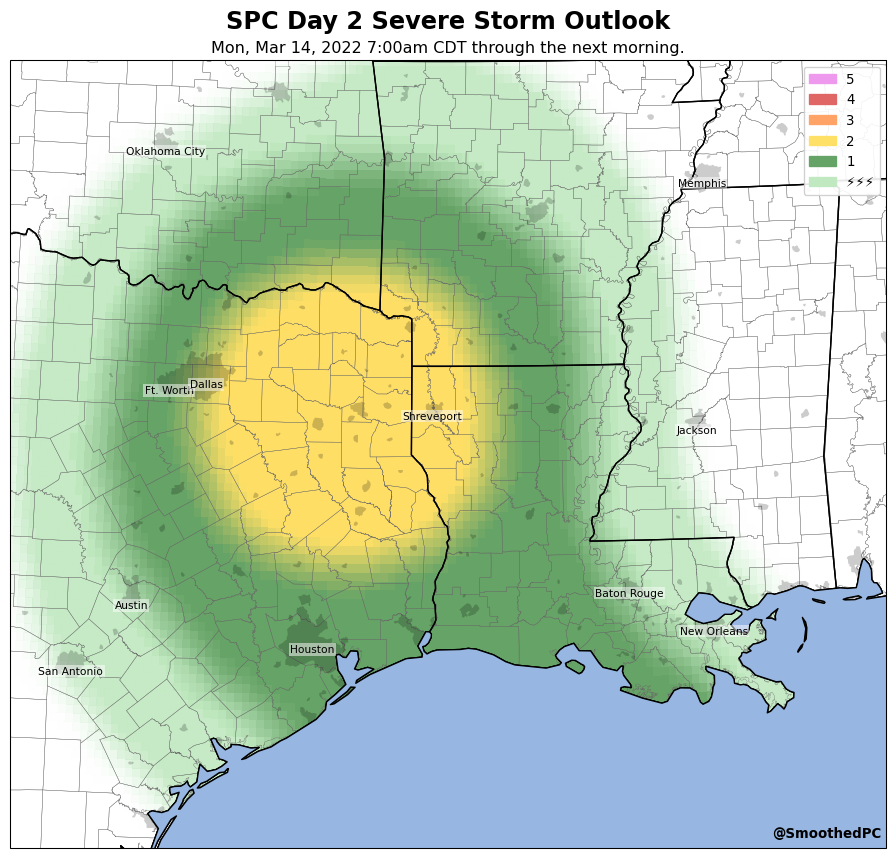 SPC Day 2 Severe Storm Outlook
Mon, Mar 14, 2022 7:00am CDT through the next morning.
5
4
3
2
1
⚡⚡⚡
Oklahoma City
Memphis
Ft. Worth
Dallas
Shreveport
Jackson
Baton Rouge
Austin
New Orleans
Houston
San Antonio
@SmoothedPC